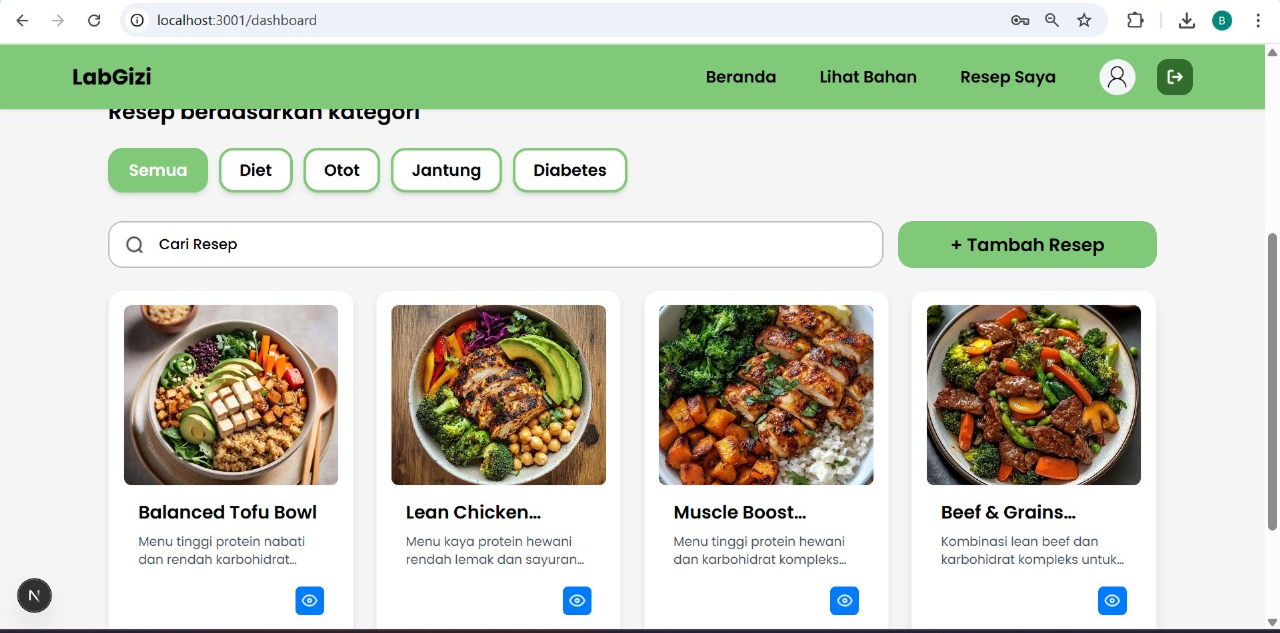 localhost:3001/dashboard
B
LabGizi
Beranda
Lihat Bahan
Resep Saya
Resep berdasarkan kategori
Semua
Diet
Otot
Jantung
Diabetes
Cari Resep
+ Tambah Resep
Balanced Tofu Bowl
Menu tinggi protein nabati
dan rendah karbohidrat...
Lean Chicken...
Menu kaya protein hewani
rendah lemak dan sayuran...
Muscle Boost...
Menu tinggi protein hewani
dan karbohidrat kompleks...
Beef & Grains...
Kombinasi lean beef dan
karbohidrat kompleks untuk...
N